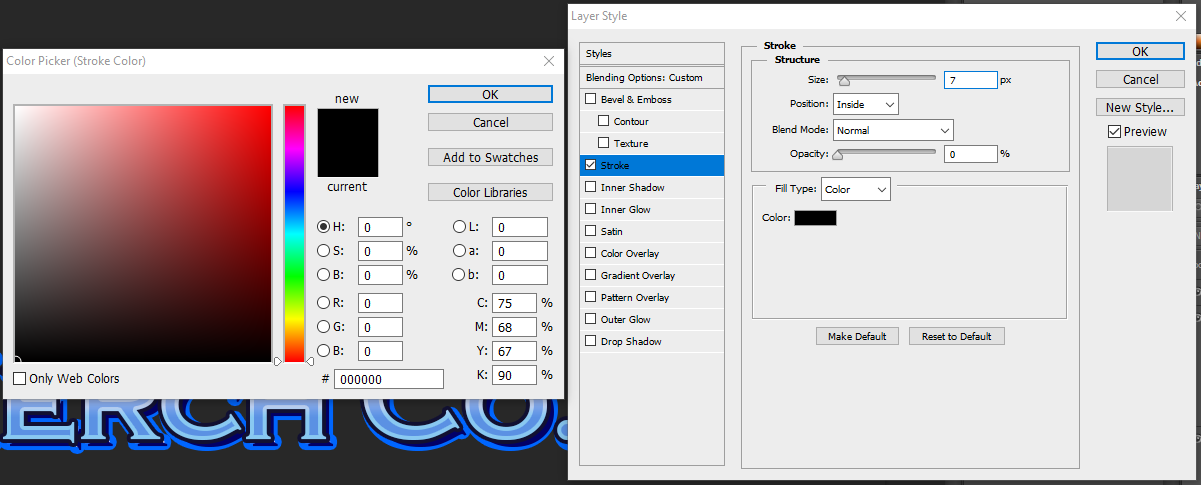 Color Picker (Stroke Color)
new
current
OK
Cancel
Add to Swatches
Color Libraries
H: 0 °
S: 0 %
B: 0 %
R: 0
G: 0
B: 0
L: 0
a: 0
b: 0
C: 75 %
M: 68 %
Y: 67 %
K: 90 %
# 000000
Only Web Colors
ERCH CO.
Layer Style
Styles
Blending Options: Custom
Bevel & Emboss
Contour
Texture
Stroke
Inner Shadow
Inner Glow
Satin
Color Overlay
Gradient Overlay
Pattern Overlay
Outer Glow
Drop Shadow
Stroke
Structure
Size: 7 px
Position: Inside
Blend Mode: Normal
Opacity: 0 %
Fill Type: Color
Color:
Make Default
Reset to Default
OK
Cancel
New Style...
Preview